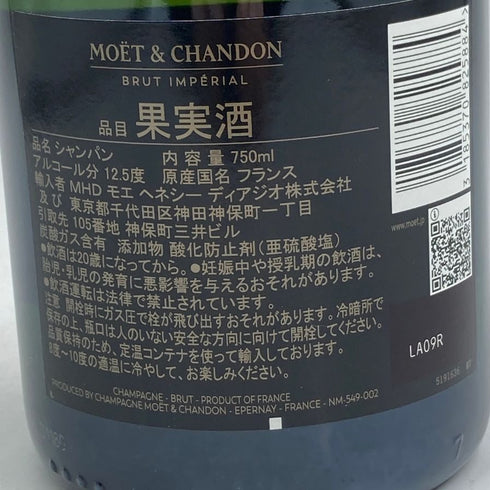 MOËT & CHANDON
BRUT IMPÉRIAL
品目 果実酒
品名 シャンパン 内容量 750ml
アルコール分 12.5度 原産国名 フランス
輸入者 MHD モエ ヘネシー ディアジオ株式会社
及び 東京都千代田区神田神保町一丁目
引取先 105番地 神保町三井ビル
炭酸ガス含有 添加物 酸化防止剤(亜硫酸塩)
●飲酒は20歳になってから。●妊娠中や授乳期の飲酒は、
胎児・乳児の発育に悪影響を与えるおそれがあります。
●飲酒運転は法律で禁止されています。
注意 開栓時にガス圧で栓が飛び出すおそれがあります。冷暗所で
保存の上、瓶口は人のいない安全な方向に向けて開栓してください。
品質保持のため、定温コンテナを使って輸入しております。
8度〜10度の適温に冷やして、お楽しみください。
CHAMPAGNE - BRUT - PRODUCT OF FRANCE
PRODUCED BY CHAMPAGNE MOËT & CHANDON - EPERNAY - FRANCE - NM-549-002
3 185370 825884 >
www.moet.jp
LA09R
5191636
7